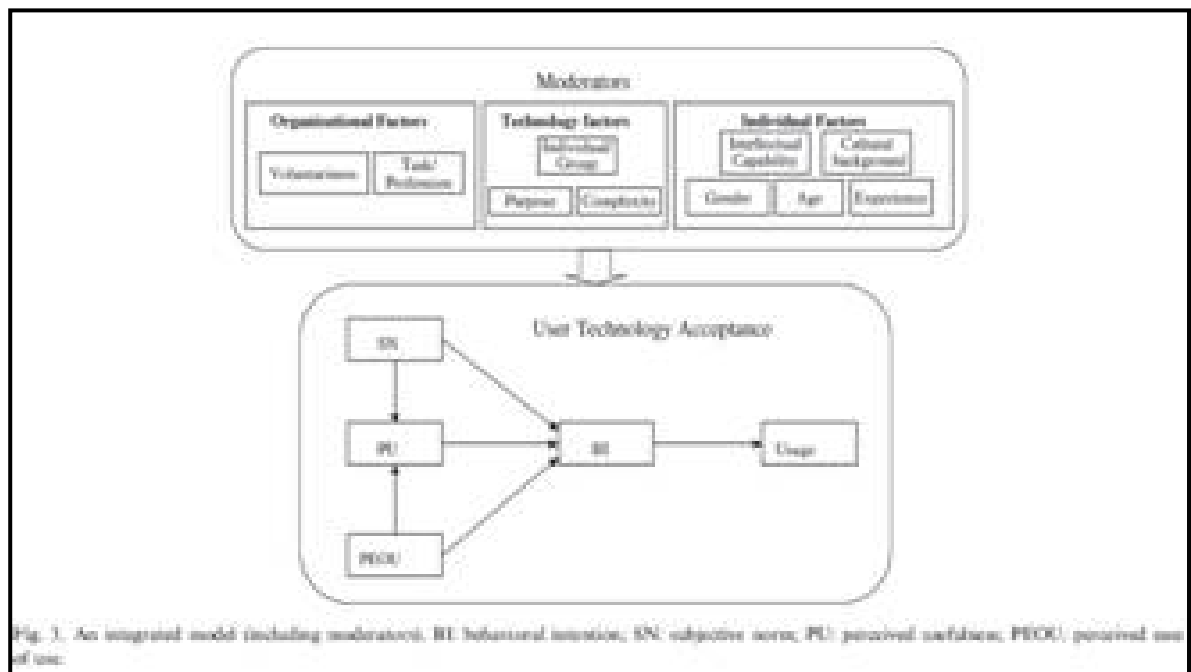 Moderators
Organizational Factors
Technology factors
Individual Factors
Individual/
Group
Intellectual
Capability
Cultural
background
Voluntariness
Task/
Profession
Purpose
Complexity
Gender
Age
Experience
User Technology Acceptance
SN
PU
BI
Usage
PEOU
Fig. 3. An integrated model (including moderators). BI: behavioral intention, SN: subjective norm, PU: perceived usefulness, PEOU: perceived ease
of use.